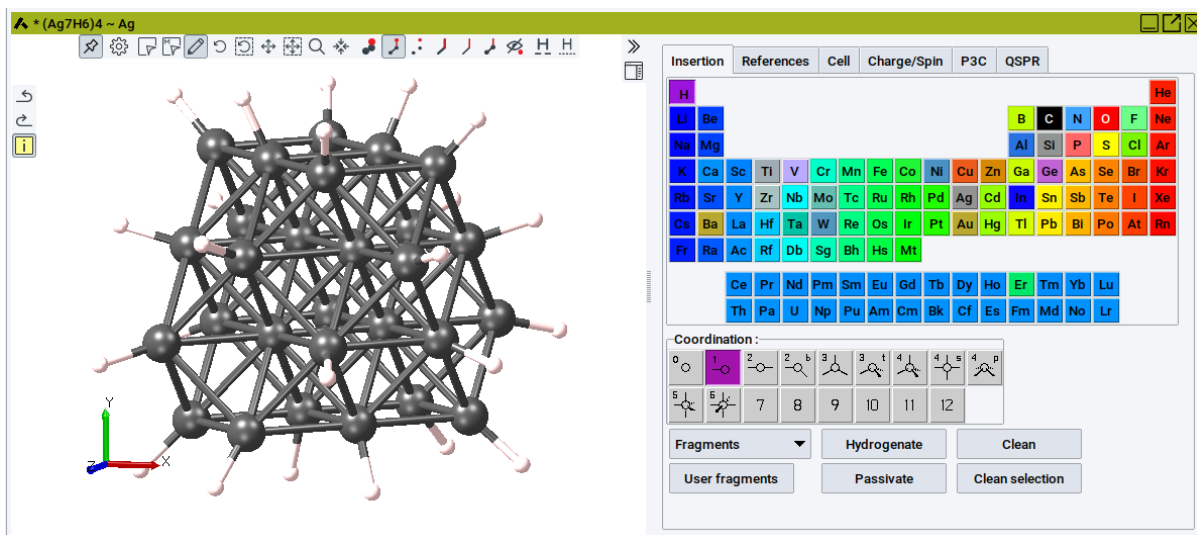 * (Ag7H6)4 ~ Ag
H H
i
Insertion References Cell Charge/Spin P3C QSPR
H He
Li Be B C N O F Ne
Na Mg Al Si P S Cl Ar
K Ca Sc Ti V Cr Mn Fe Co Ni Cu Zn Ga Ge As Se Br Kr
Rb Sr Y Zr Nb Mo Tc Ru Rh Pd Ag Cd In Sn Sb Te I Xe
Cs Ba La Hf Ta W Re Os Ir Pt Au Hg Tl Pb Bi Po At Rn
Fr Ra Ac Rf Db Sg Bh Hs Mt
Ce Pr Nd Pm Sm Eu Gd Tb Dy Ho Er Tm Yb Lu
Th Pa U Np Pu Am Cm Bk Cf Es Fm Md No Lr
Coordination :
0 1 2 2 b 3 3 t 4 4 s 4 p
5 6 7 8 9 10 11 12
Fragments Hydrogenate Clean
User fragments Passivate Clean selection
Y
Z X